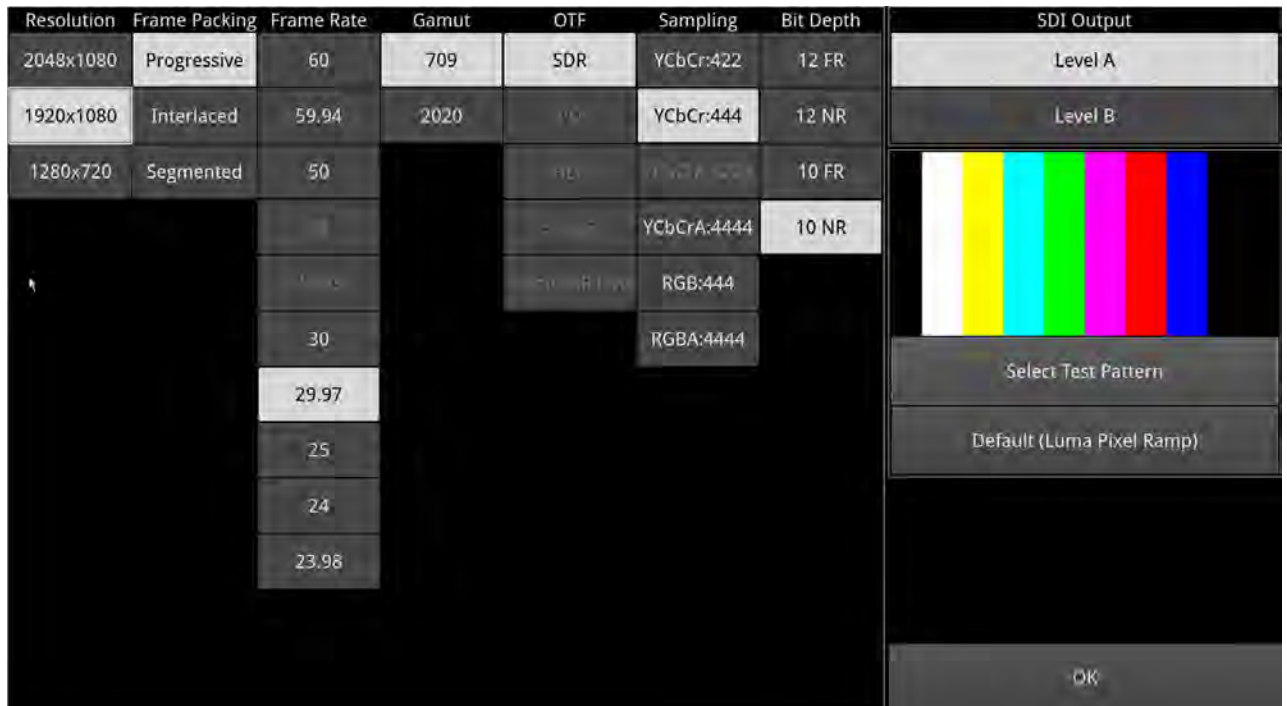 Resolution Frame Packing Frame Rate Gamut OTF Sampling Bit Depth SDI Output
2048x1080 Progressive 60 709 SDR YCbCr:422 12 FR Level A
1920x1080 Interlaced 59.94 2020 YCbCr:444 12 NR Level B
1280x720 Segmented 50 10 FR
YCbCrA:4444 10 NR
RGB:444
30 RGBA:4444
Select Test Pattern
29.97
Default (Luma Pixel Ramp)
25
24
23.98
OK